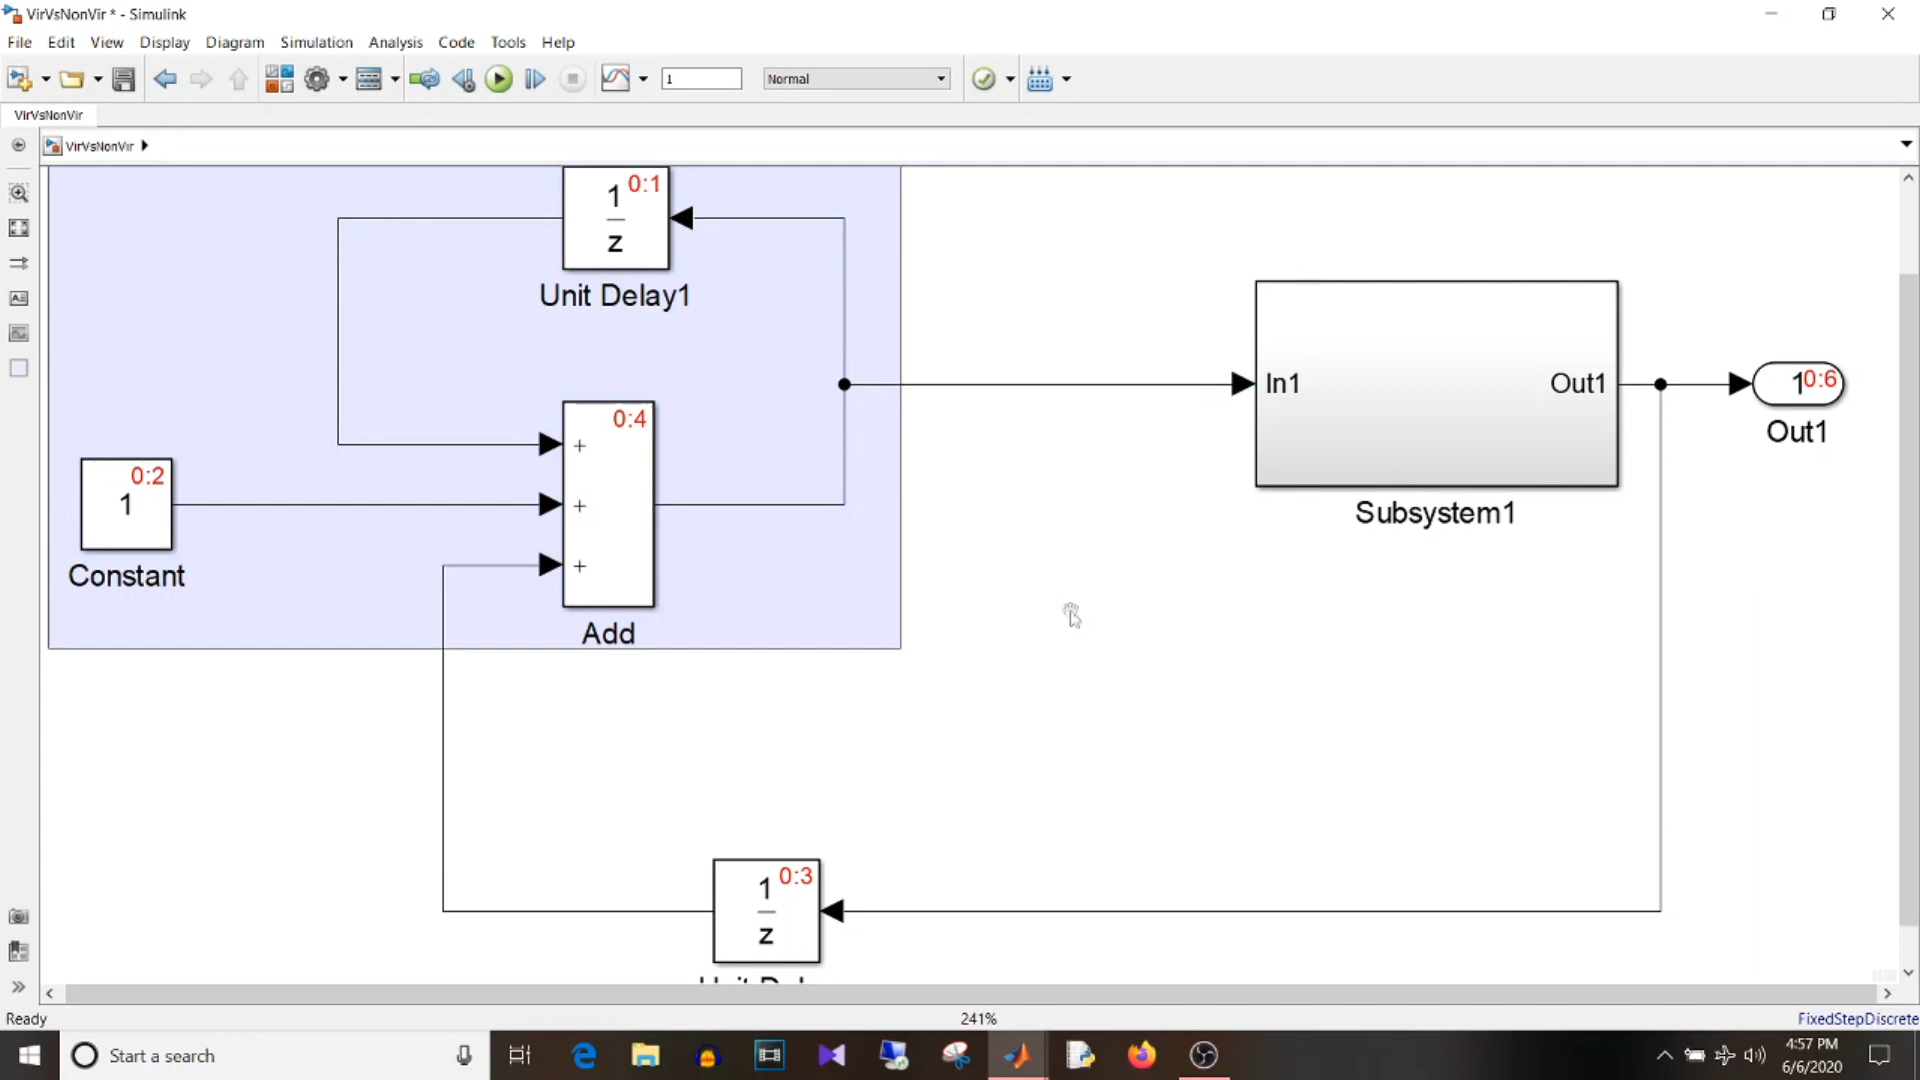 VirVsNonVir * - Simulink
File Edit View Display Diagram Simulation Analysis Code Tools Help
1 Normal
VirVsNonVir
VirVsNonVir
0:1
1
z
Unit Delay1
0:4
+
+
+
Add
0:2
1
Constant
In1 Out1
Subsystem1
1 0:6
Out1
0:3
1
z
Ready 241% FixedStepDiscrete
Start a search
4:57 PM
6/6/2020